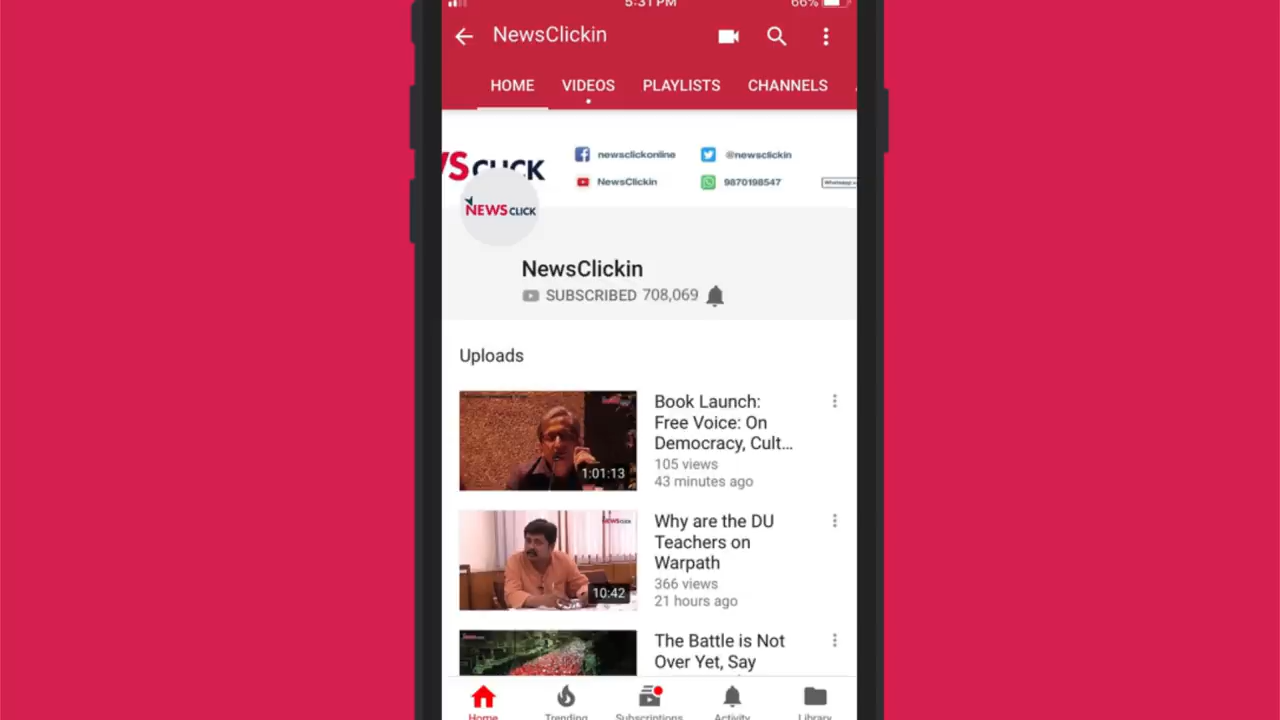 5:31 PM
66%
NewsClickin
HOME VIDEOS PLAYLISTS CHANNELS
WS CLICK
newsclickonline
@newsclickin
NewsClickin
9870198547
NEWS CLICK
NewsClickin
SUBSCRIBED 708,069
Uploads
Book Launch:
Free Voice: On
Democracy, Cult...
105 views
43 minutes ago
1:01:13
Why are the DU
Teachers on
Warpath
366 views
21 hours ago
NEWSCLICK
10:42
The Battle is Not
Over Yet, Say
Home Trending Subscriptions Activity Library